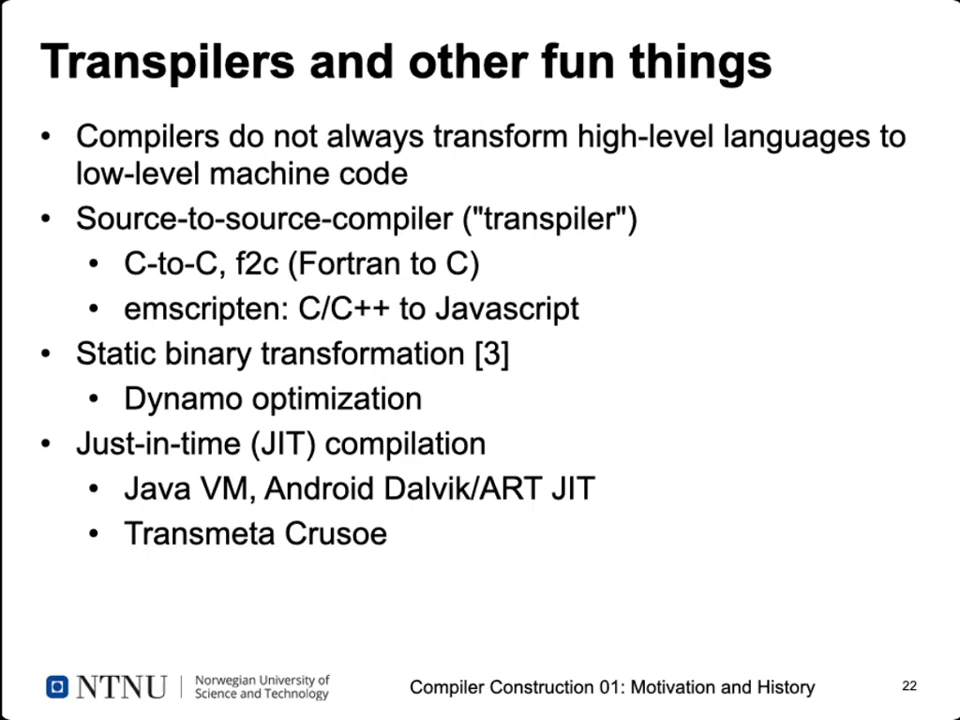 Transpilers and other fun things
• Compilers do not always transform high-level languages to
low-level machine code
• Source-to-source-compiler ("transpiler")
• C-to-C, f2c (Fortran to C)
• emscripten: C/C++ to Javascript
• Static binary transformation [3]
• Dynamo optimization
• Just-in-time (JIT) compilation
• Java VM, Android Dalvik/ART JIT
• Transmeta Crusoe
NTNU
Norwegian University of
Science and Technology
Compiler Construction 01: Motivation and History
22